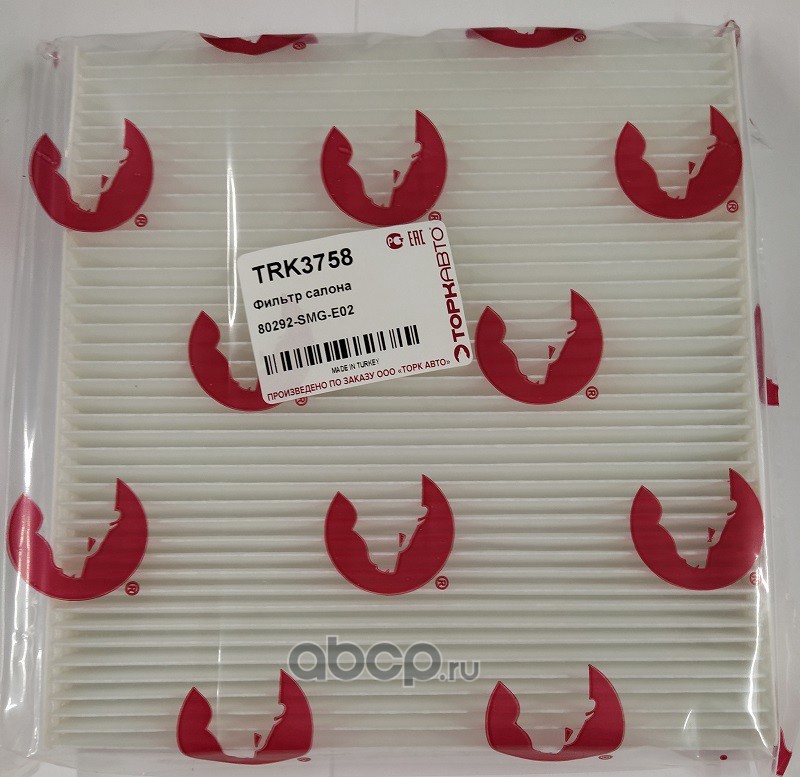 TRK3758
Фильтр салона
80292-SMG-E02
EAC
MADE IN TURKEY
ПРОИЗВЕДЕНО ПО ЗАКАЗУ ООО «ТОРК АВТО»
ТОРКАВТО
abcp.ru